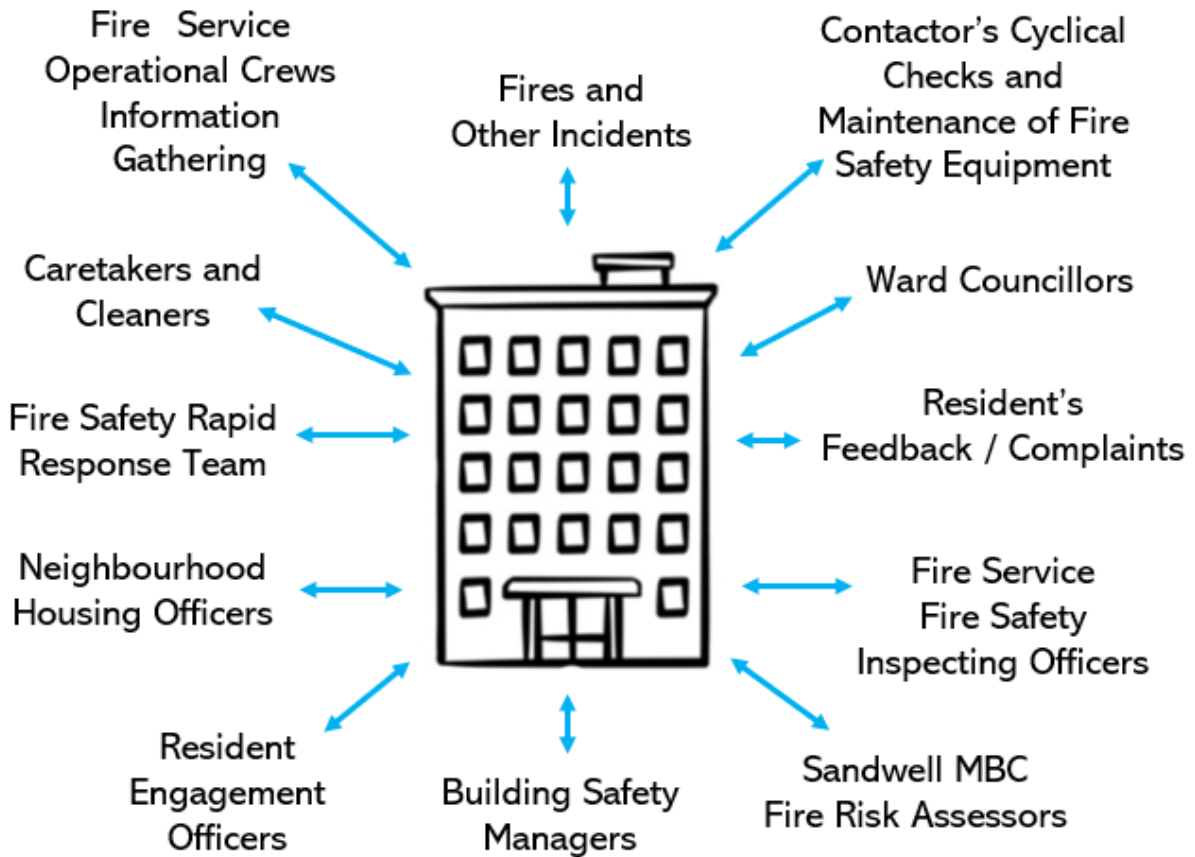 Fire Service
Operational Crews
Information
Gathering
Fires and
Other Incidents
Contactor's Cyclical
Checks and
Maintenance of Fire
Safety Equipment
Caretakers and
Cleaners
Ward Councillors
Fire Safety Rapid
Response Team
Resident's
Feedback / Complaints
Neighbourhood
Housing Officers
Fire Service
Fire Safety
Inspecting Officers
Resident
Engagement
Officers
Building Safety
Managers
Sandwell MBC
Fire Risk Assessors